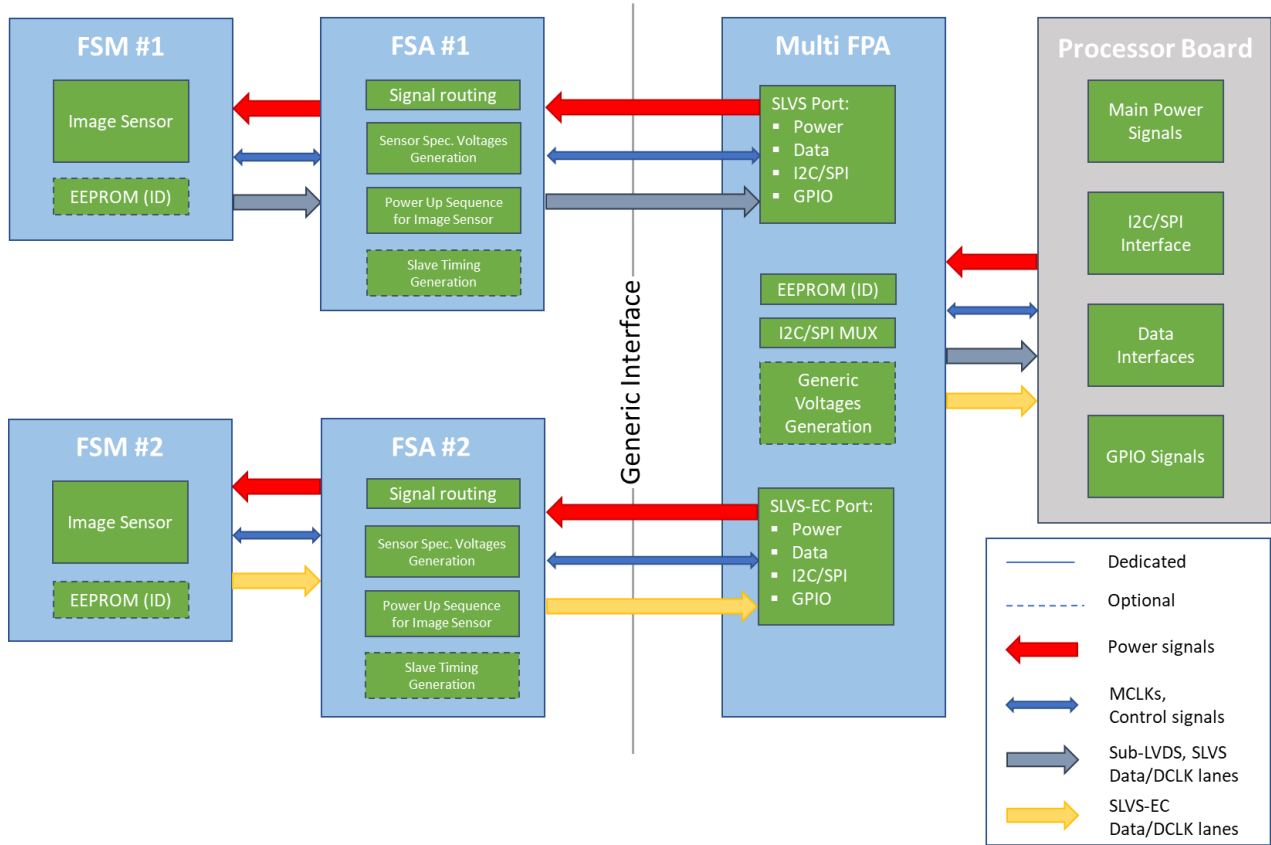 FSM #1
Image Sensor
EEPROM (ID)
FSA #1
Signal routing
Sensor Spec. Voltages
Generation
Power Up Sequence
for Image Sensor
Slave Timing
Generation
Generic Interface
Multi FPA
SLVS Port:
▪ Power
▪ Data
▪ I2C/SPI
▪ GPIO
EEPROM (ID)
I2C/SPI MUX
Generic
Voltages
Generation
SLVS-EC Port:
▪ Power
▪ Data
▪ I2C/SPI
▪ GPIO
Processor Board
Main Power
Signals
I2C/SPI
Interface
Data
Interfaces
GPIO Signals
FSM #2
Image Sensor
EEPROM (ID)
FSA #2
Signal routing
Sensor Spec. Voltages
Generation
Power Up Sequence
for Image Sensor
Slave Timing
Generation
Dedicated
Optional
Power signals
MCLKs,
Control signals
Sub-LVDS, SLVS
Data/DCLK lanes
SLVS-EC
Data/DCLK lanes